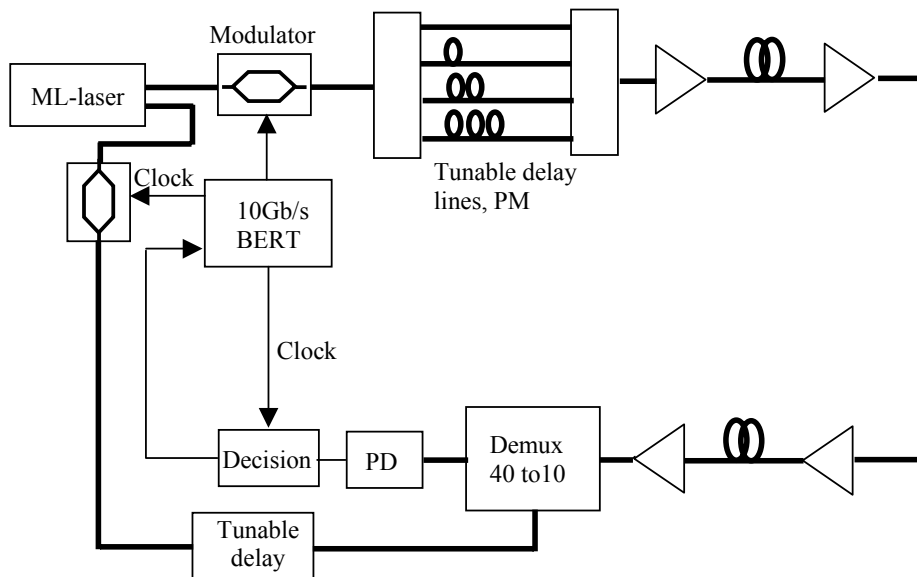 Modulator
ML-laser
Clock
10Gb/s
BERT
Tunable delay
lines, PM
Clock
Decision
PD
Demux
40 to10
Tunable
delay